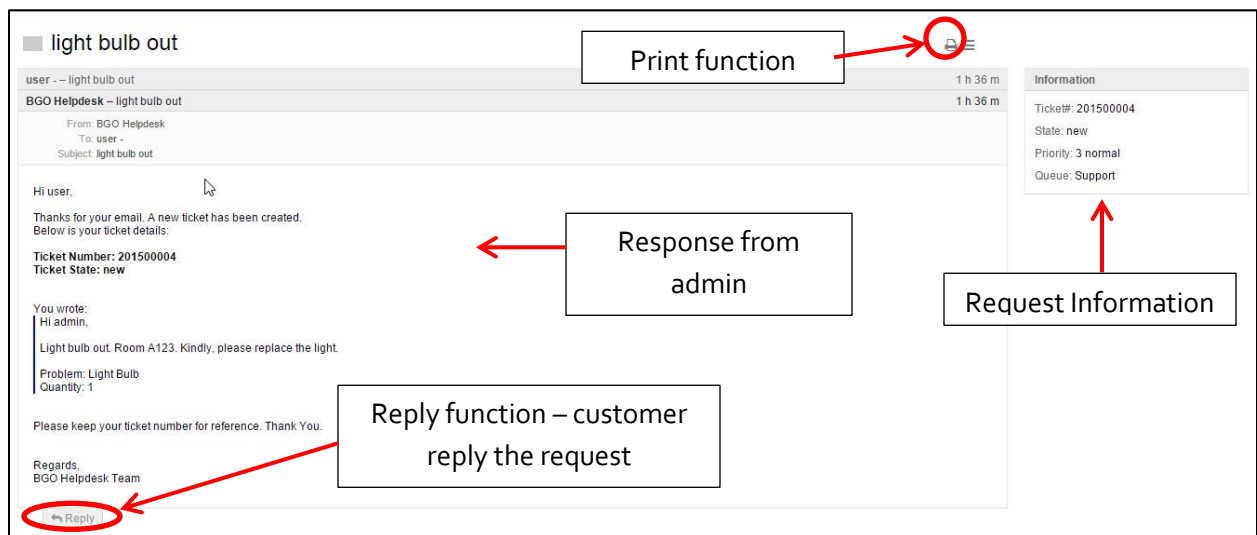 light bulb out
Print function
user - – light bulb out 1 h 36 m
BGO Helpdesk – light bulb out 1 h 36 m
From: BGO Helpdesk
To: user -
Subject: light bulb out
Information
Ticket#: 201500004
State: new
Priority: 3 normal
Queue: Support
Hi user,
Thanks for your email. A new ticket has been created.
Below is your ticket details:
Ticket Number: 201500004
Ticket State: new
Response from
admin
Request Information
You wrote:
Hi admin,
Light bulb out. Room A123. Kindly, please replace the light.
Problem: Light Bulb
Quantity: 1
Reply function – customer
reply the request
Please keep your ticket number for reference. Thank You.
Regards,
BGO Helpdesk Team
Reply